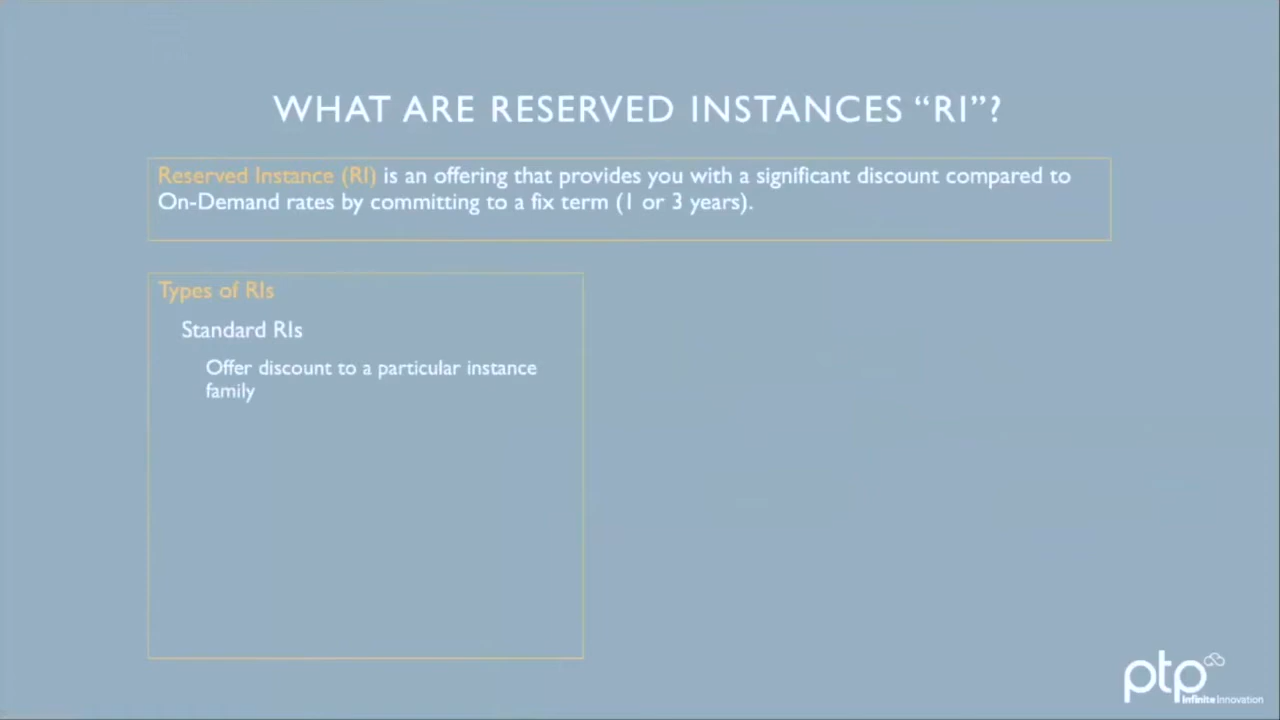 WHAT ARE RESERVED INSTANCES “RI”?
Reserved Instance (RI) is an offering that provides you with a significant discount compared to
On-Demand rates by committing to a fix term (1 or 3 years).
Types of RIs
Standard RIs
Offer discount to a particular instance
family
ptp
Infinite Innovation